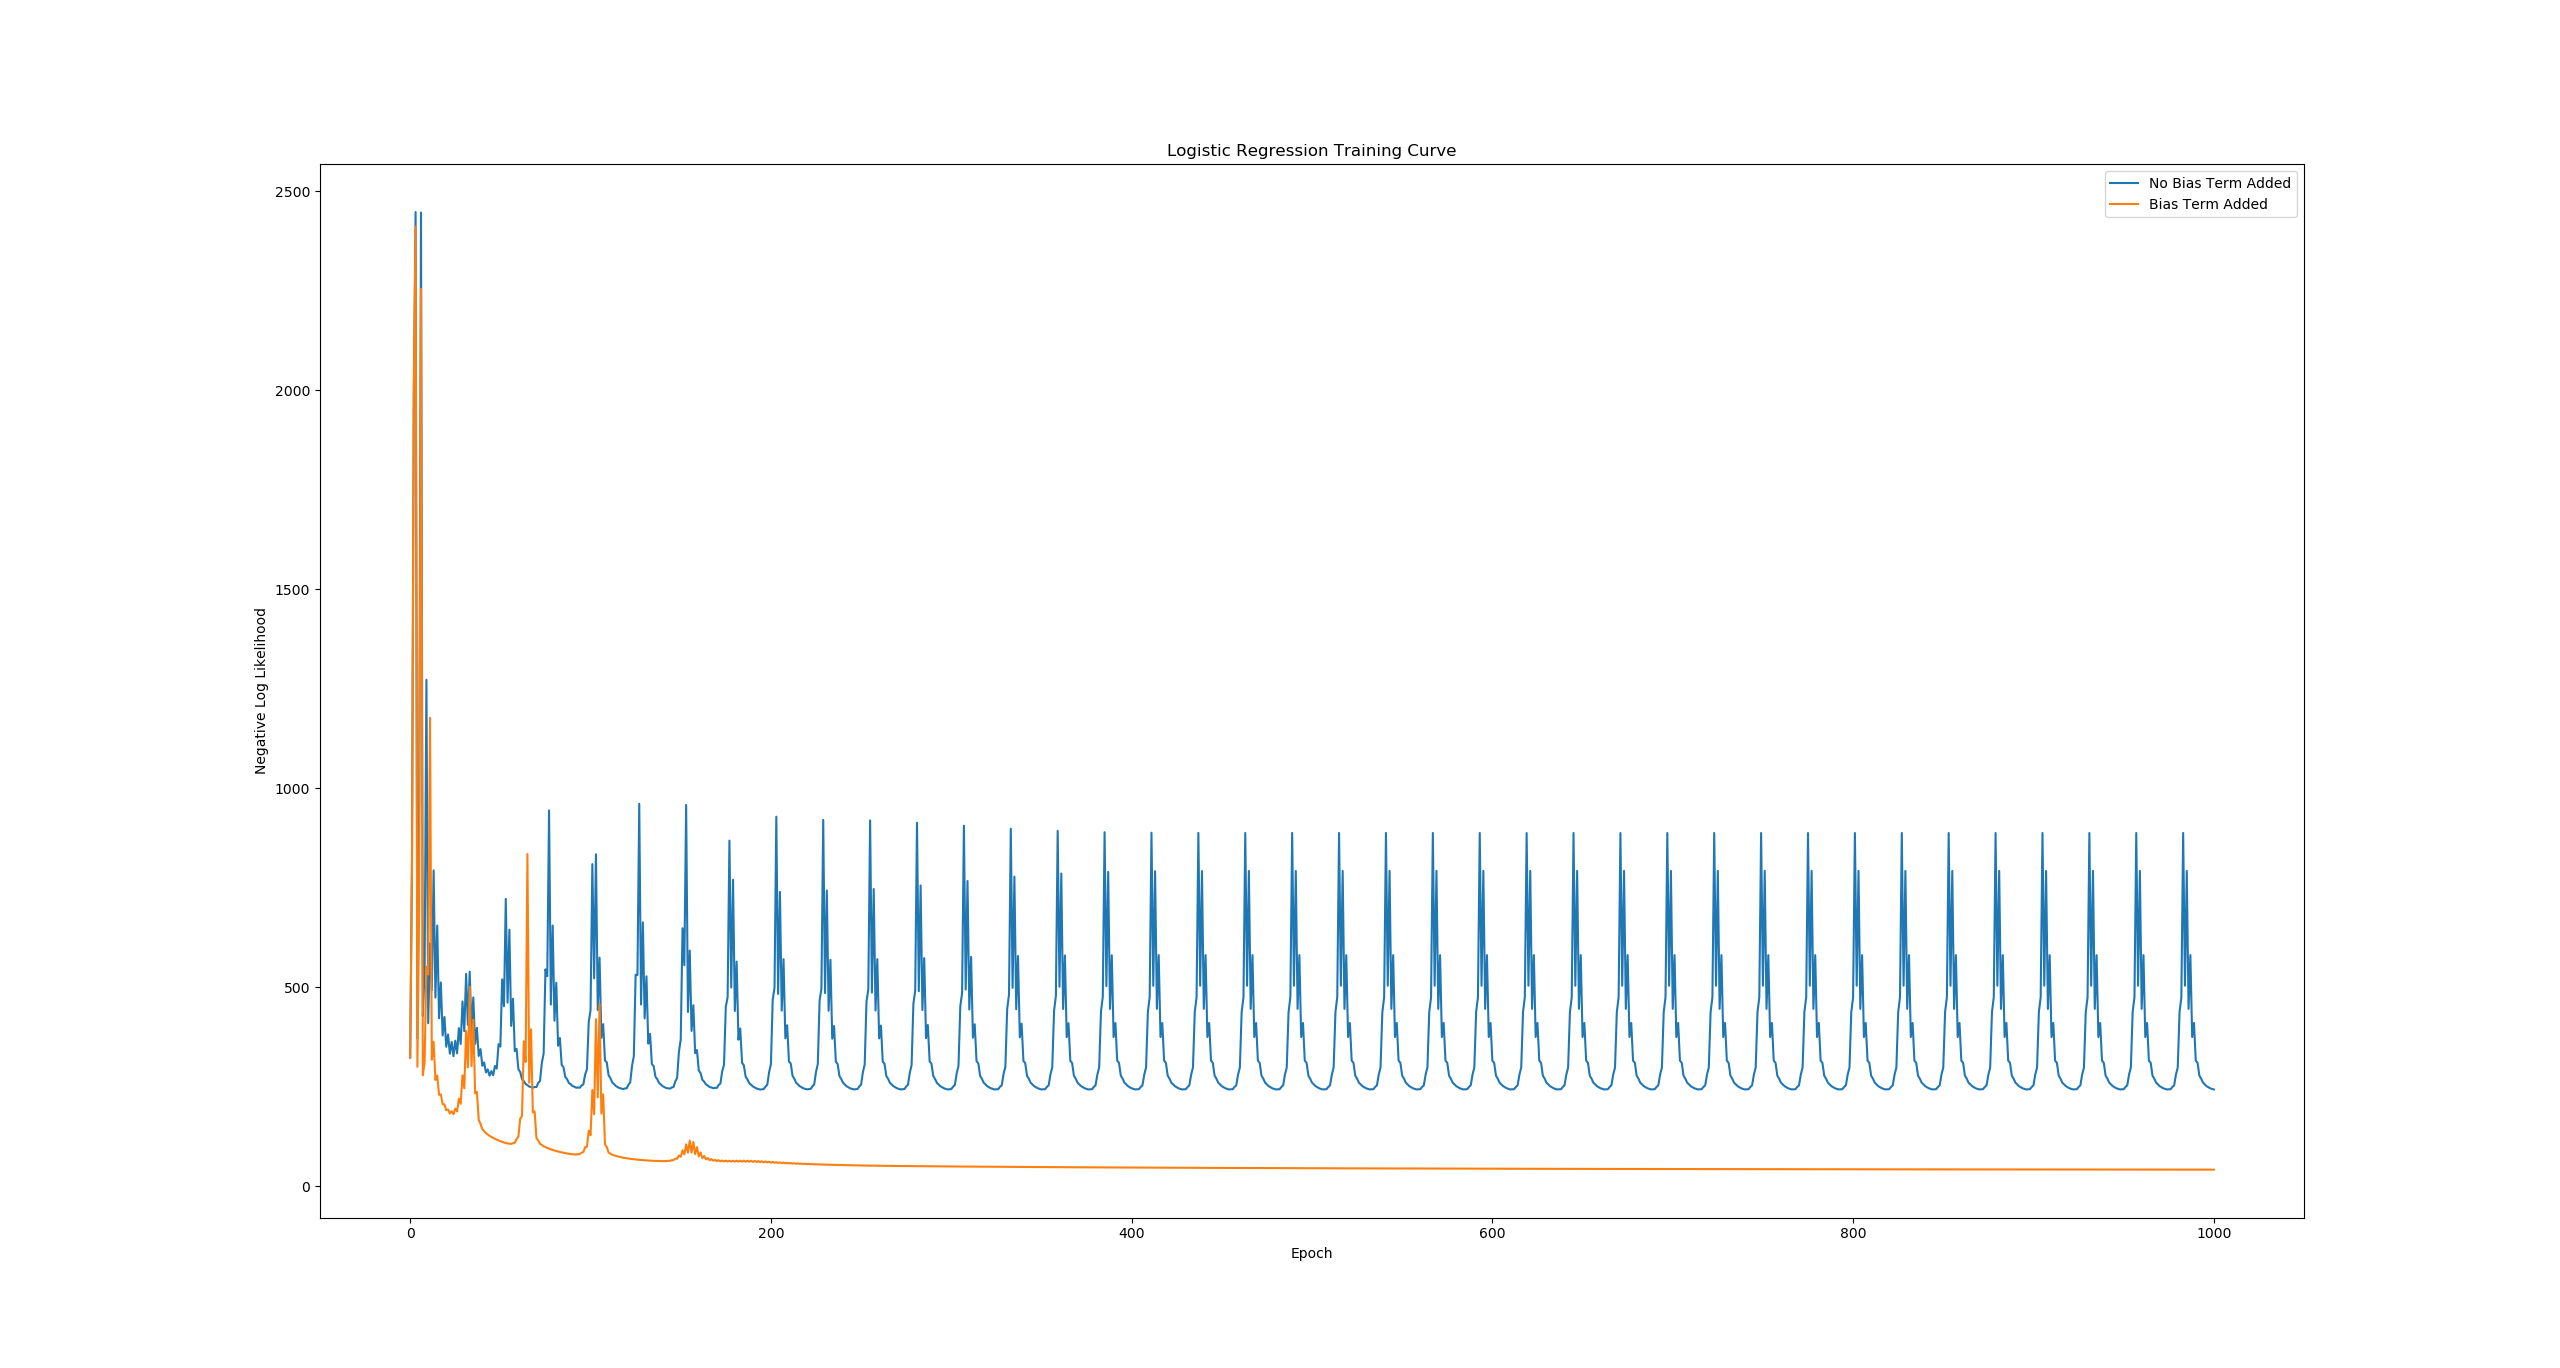 Logistic Regression Training Curve
No Bias Term Added
Bias Term Added
2500
2000
1500
1000
500
0
Negative Log Likelihood
0 200 400 600 800 1000
Epoch